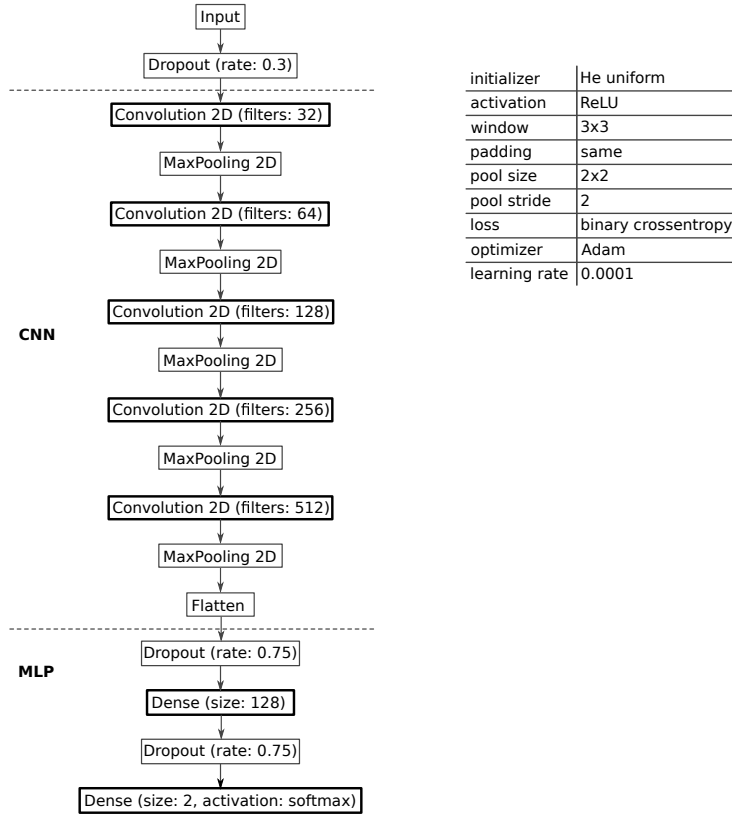 Input
Dropout (rate: 0.3)
Convolution 2D (filters: 32)
MaxPooling 2D
Convolution 2D (filters: 64)
MaxPooling 2D
Convolution 2D (filters: 128)
CNN
MaxPooling 2D
Convolution 2D (filters: 256)
MaxPooling 2D
Convolution 2D (filters: 512)
MaxPooling 2D
Flatten
Dropout (rate: 0.75)
MLP
Dense (size: 128)
Dropout (rate: 0.75)
Dense (size: 2, activation: softmax)
initializer He uniform
activation ReLU
window 3x3
padding same
pool size 2x2
pool stride 2
loss binary crossentropy
optimizer Adam
learning rate 0.0001